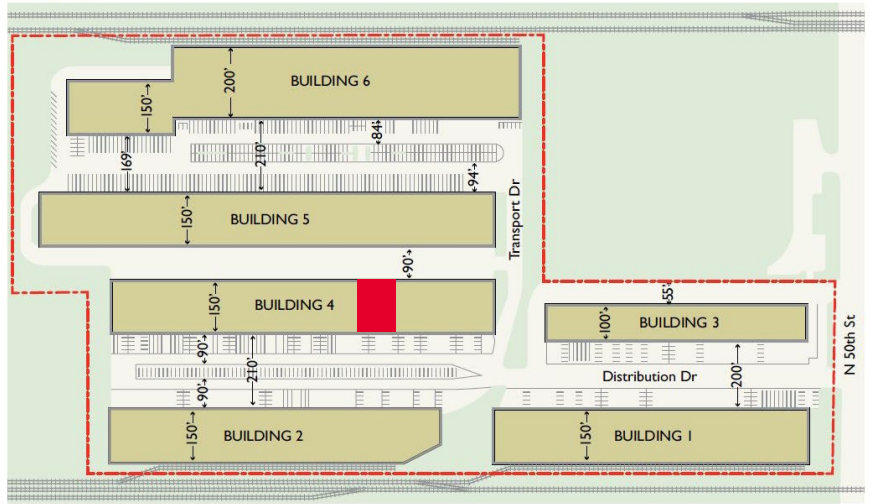 BUILDING 6
200'
150'
84'
169'
210'
94'
Transport Dr
150'
BUILDING 5
90'
BUILDING 4
150'
55'
100'
BUILDING 3
N 50th St
90'
210'
90'
200'
Distribution Dr
150'
BUILDING 2
150'
BUILDING 1